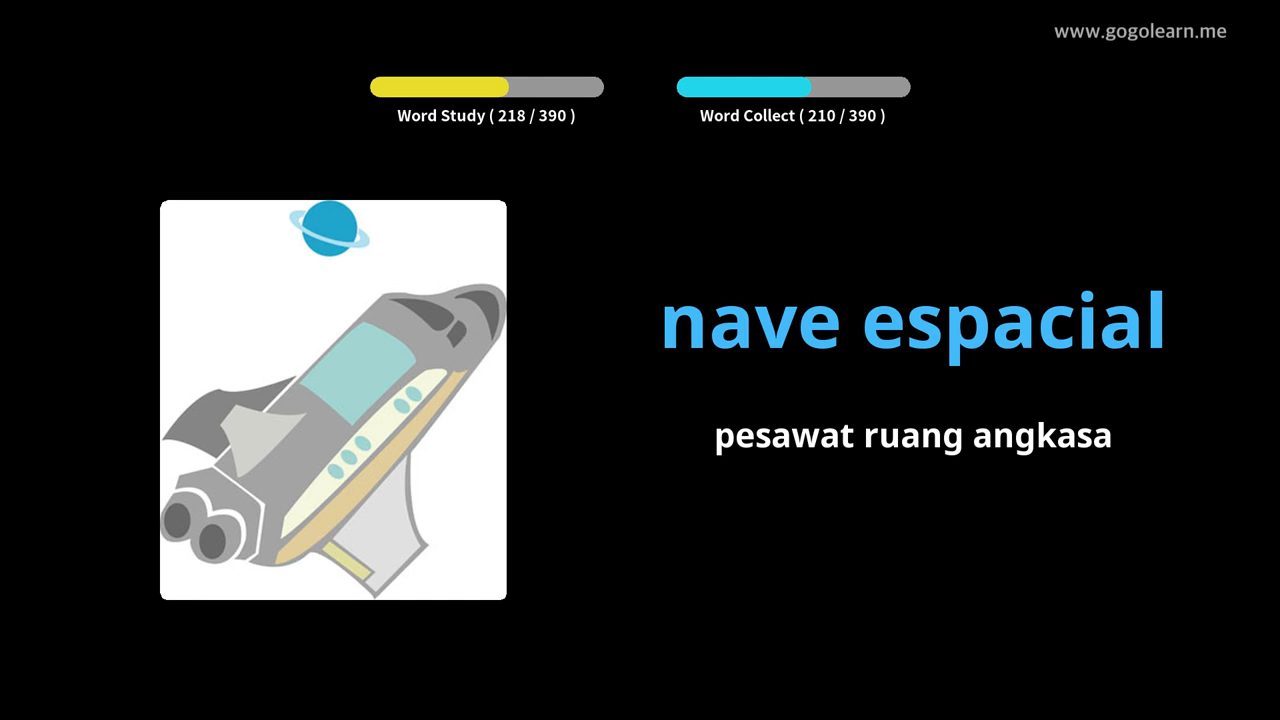 www.gogolearn.me
Word Study ( 218 / 390 )
Word Collect ( 210 / 390 )
nave espacial
pesawat ruang angkasa